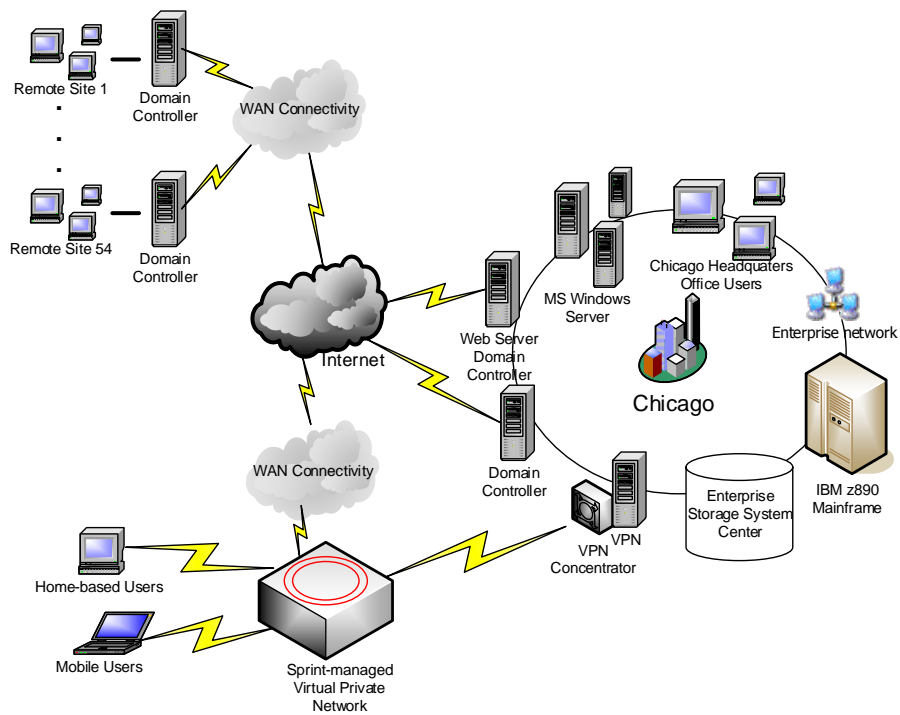 Remote Site 1
Domain
Controller
WAN Connectivity
Remote Site 54
Domain
Controller
MS Windows
Server
Chicago Headquaters
Office Users
Enterprise network
Web Server
Domain
Controller
Internet
Chicago
WAN Connectivity
Domain
Controller
Enterprise
Storage System
Center
IBM z890
Mainframe
VPN
Concentrator
VPN
Home-based Users
Mobile Users
Sprint-managed
Virtual Private
Network